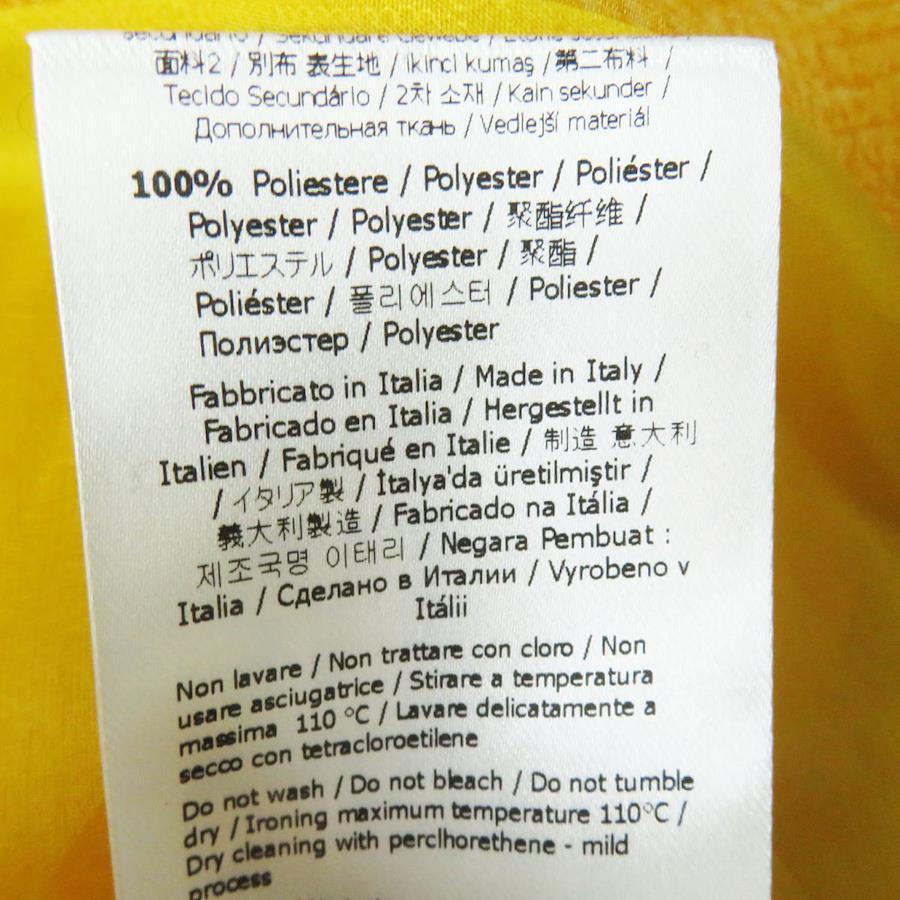 面料2 / 別布 表生地 / ikinci kumaş / 第二布料 /
Tecido Secundário / 2차 소재 / Kain sekunder /
Дополнительная ткань / Vedlejší materiál
100% Poliestere / Polyester / Poliéster /
Polyester / Polyester / 聚酯纤维 /
ポリエステル / Polyester / 聚酯 /
Poliéster / 폴리에스터 / Poliester /
Полиэстер / Polyester
Fabbricato in Italia / Made in Italy /
Fabricado en Italia / Hergestellt in
Italien / Fabriqué en Italie / 制造 意大利
/ イタリア製 / İtalya'da üretilmiştir /
義大利製造 / Fabricado na Itália /
제조국명 이태리 / Negara Pembuat :
Italia / Сделано в Италии / Vyrobeno v
Itálii
Non lavare / Non trattare con cloro / Non
usare asciugatrice / Stirare a temperatura
massima 110 °C / Lavare delicatamente a
secco con tetracloroetilene
Do not wash / Do not bleach / Do not tumble
dry / Ironing maximum temperature 110°C /
Dry cleaning with perclhorethene - mild
process